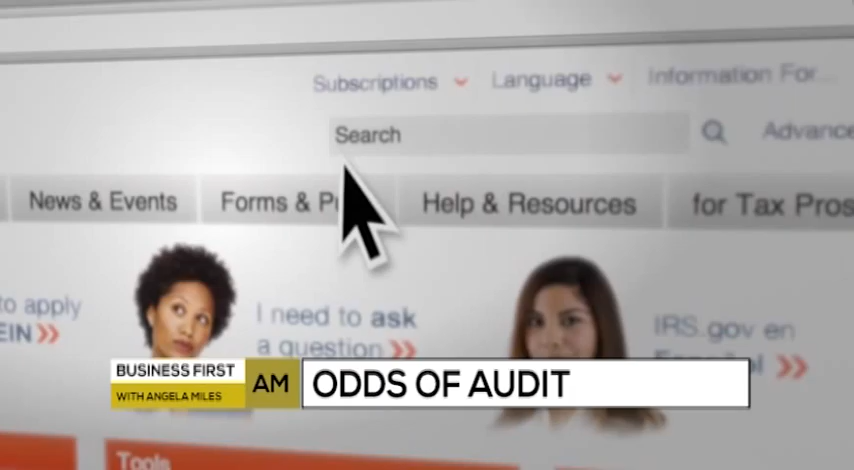 Subscriptions Language Information For...
Search Advance
News & Events Forms & P Help & Resources for Tax Pros
to apply
EIN
I need to ask
a question
IRS.gov en
BUSINESS FIRST
WITH ANGELA MILES
AM
ODDS OF AUDIT
Tools